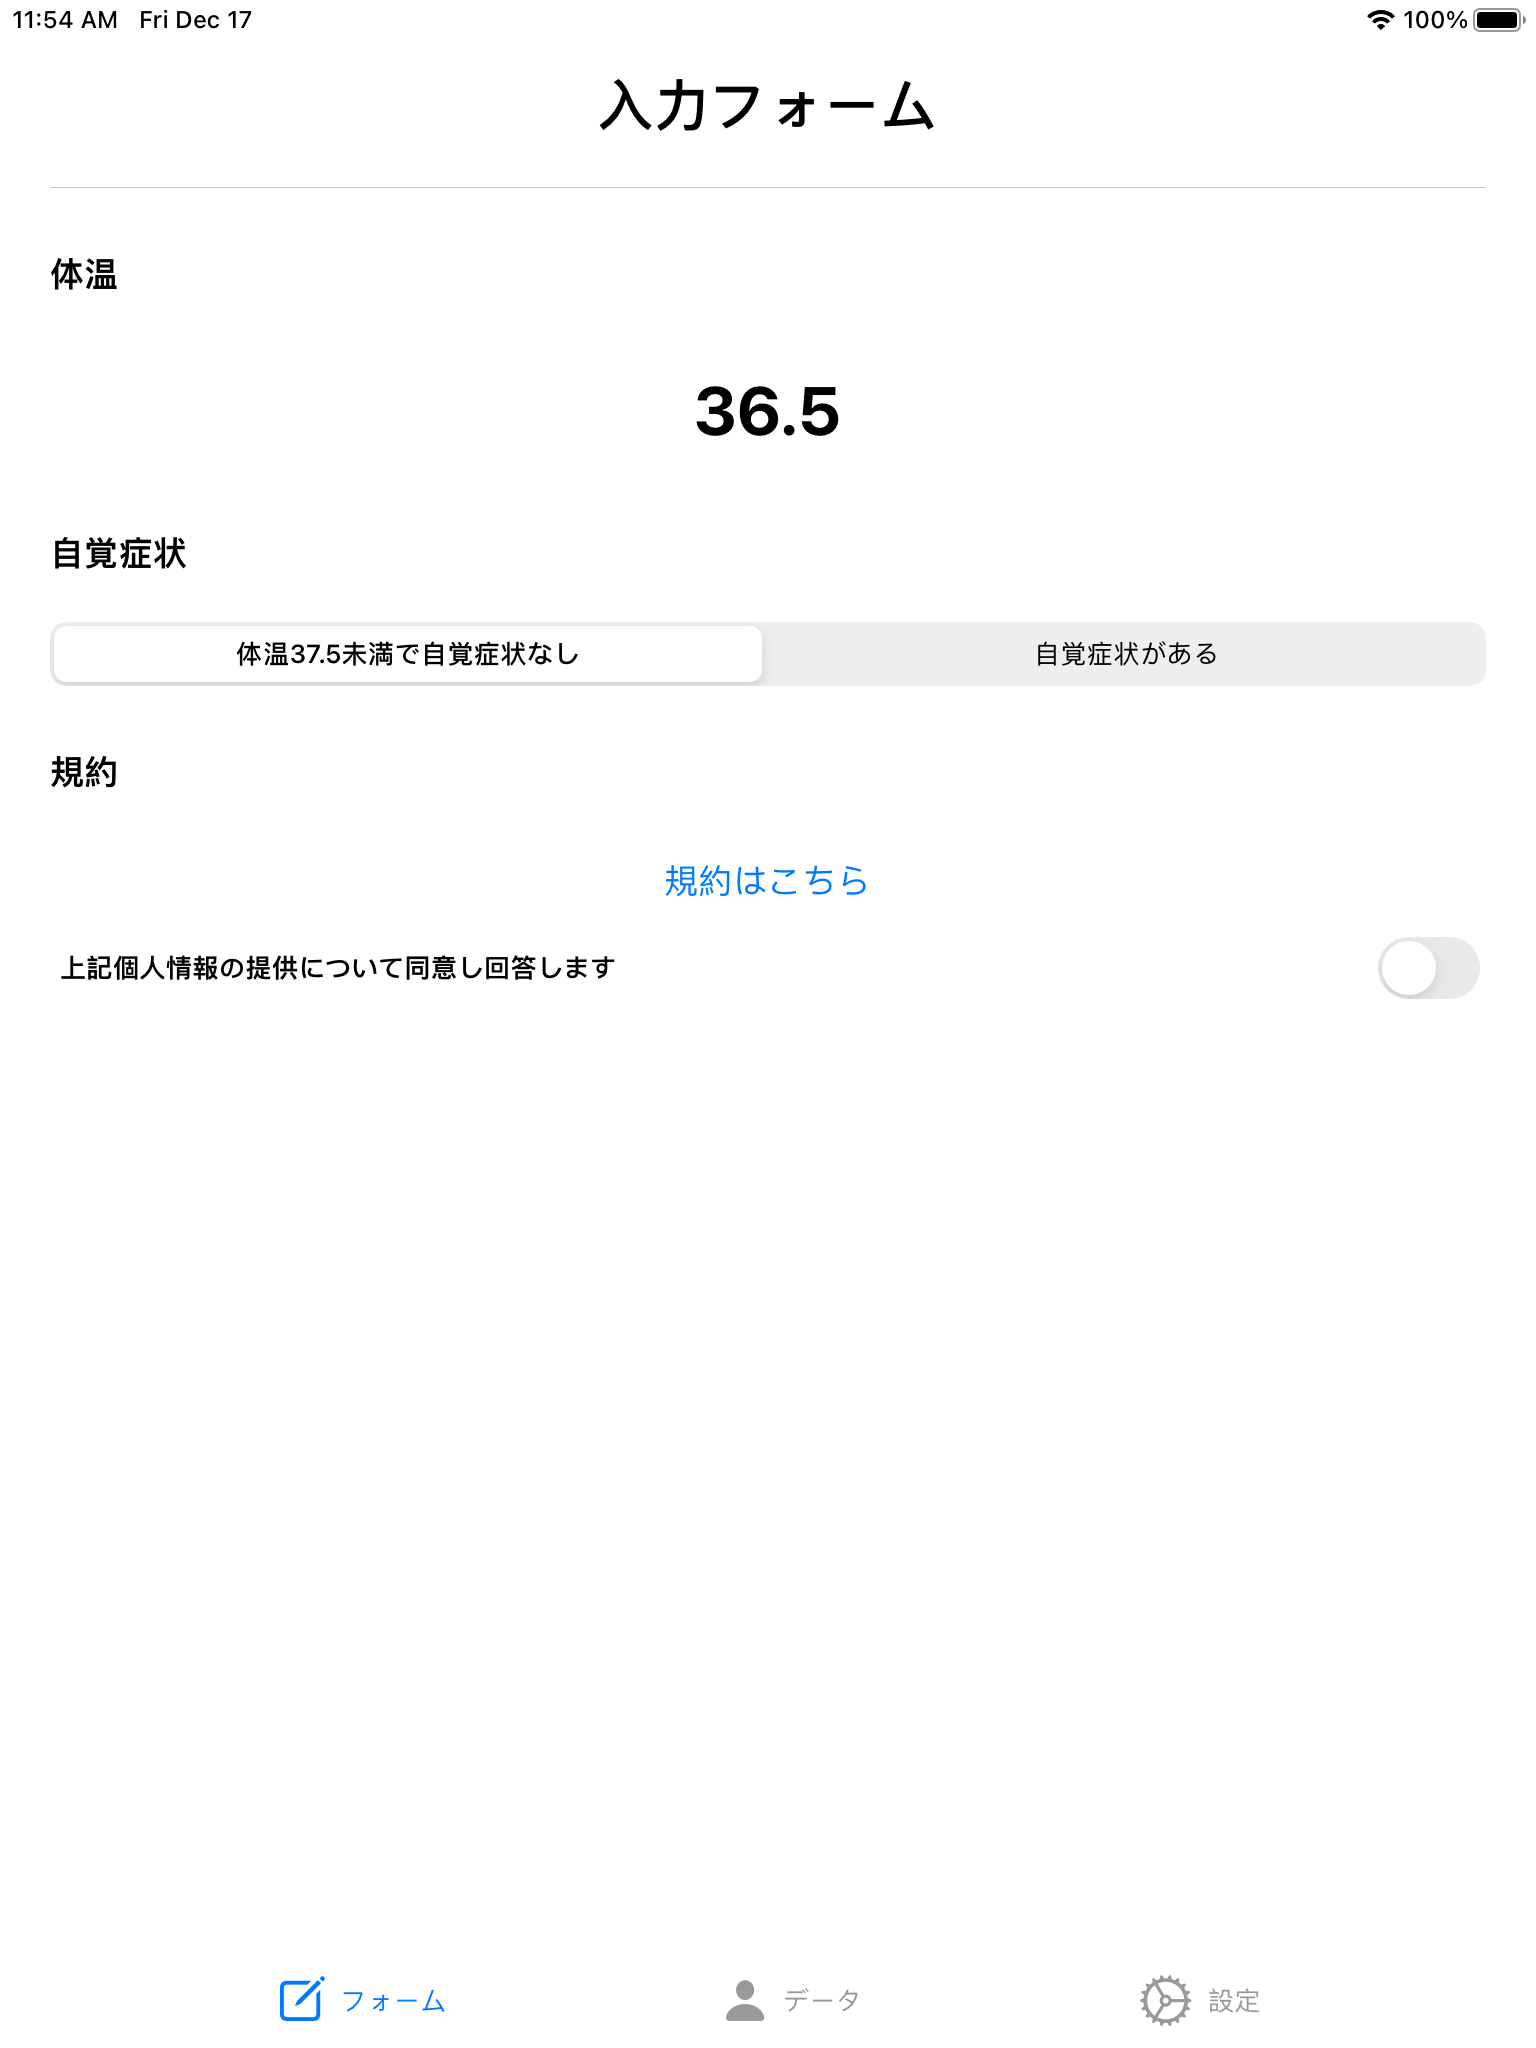 11:54 AM Fri Dec 17 100%
入力フォーム
体温
36.5
自覚症状
体温37.5未満で自覚症状なし 自覚症状がある
規約
規約はこちら
上記個人情報の提供について同意し回答します
フォーム データ 設定